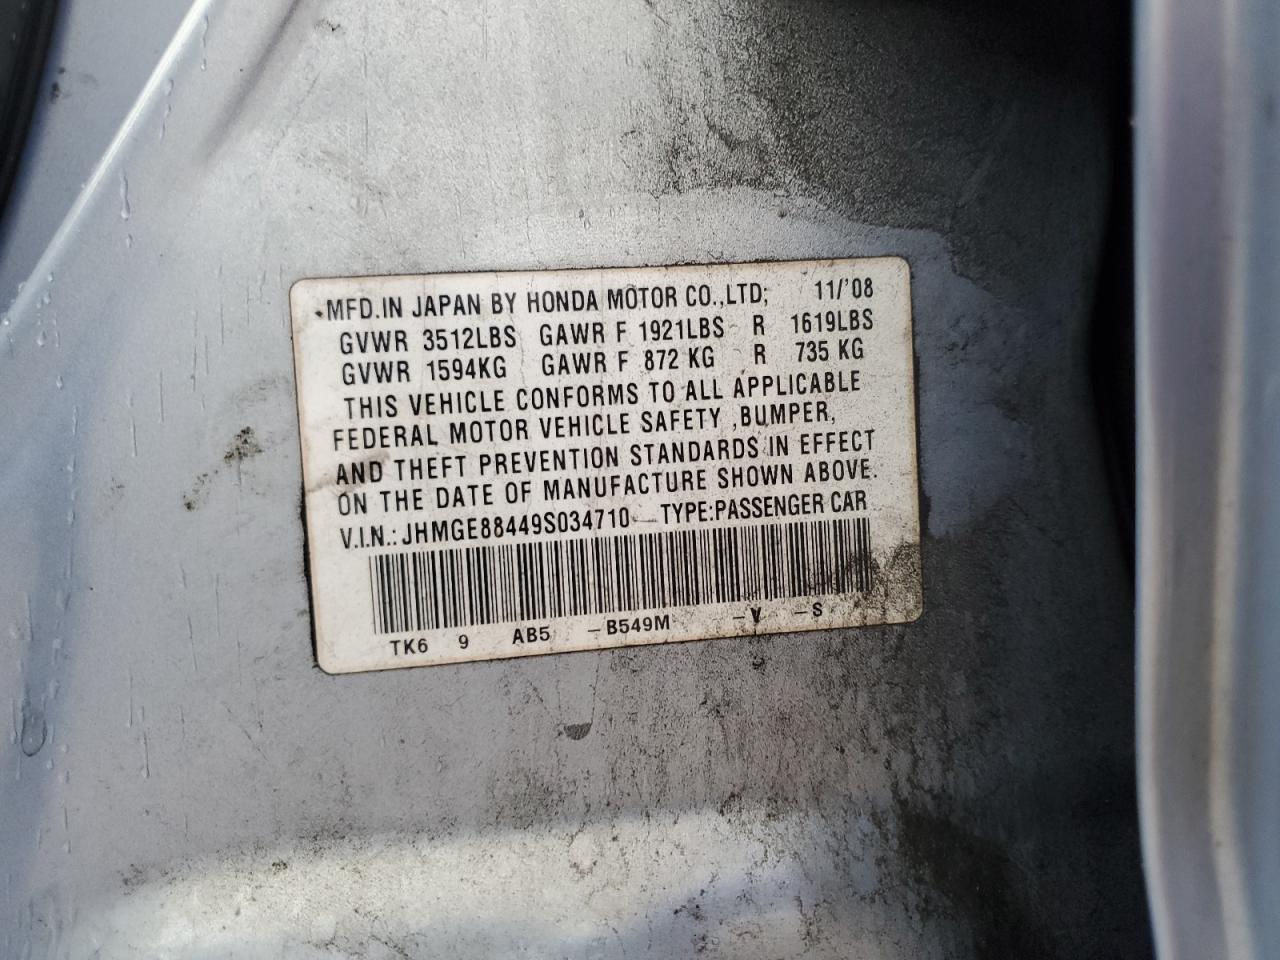 MFD. IN JAPAN BY HONDA MOTOR CO.,LTD; 11/'08
GVWR 3512LBS GAWR F 1921LBS R 1619LBS
GVWR 1594KG GAWR F 872 KG R 735 KG
THIS VEHICLE CONFORMS TO ALL APPLICABLE
FEDERAL MOTOR VEHICLE SAFETY ,BUMPER,
AND THEFT PREVENTION STANDARDS IN EFFECT
ON THE DATE OF MANUFACTURE SHOWN ABOVE.
V.I.N.: JHMGE88449S034710 TYPE:PASSENGER CAR
TK6 9 AB5 -B549M -Y -S